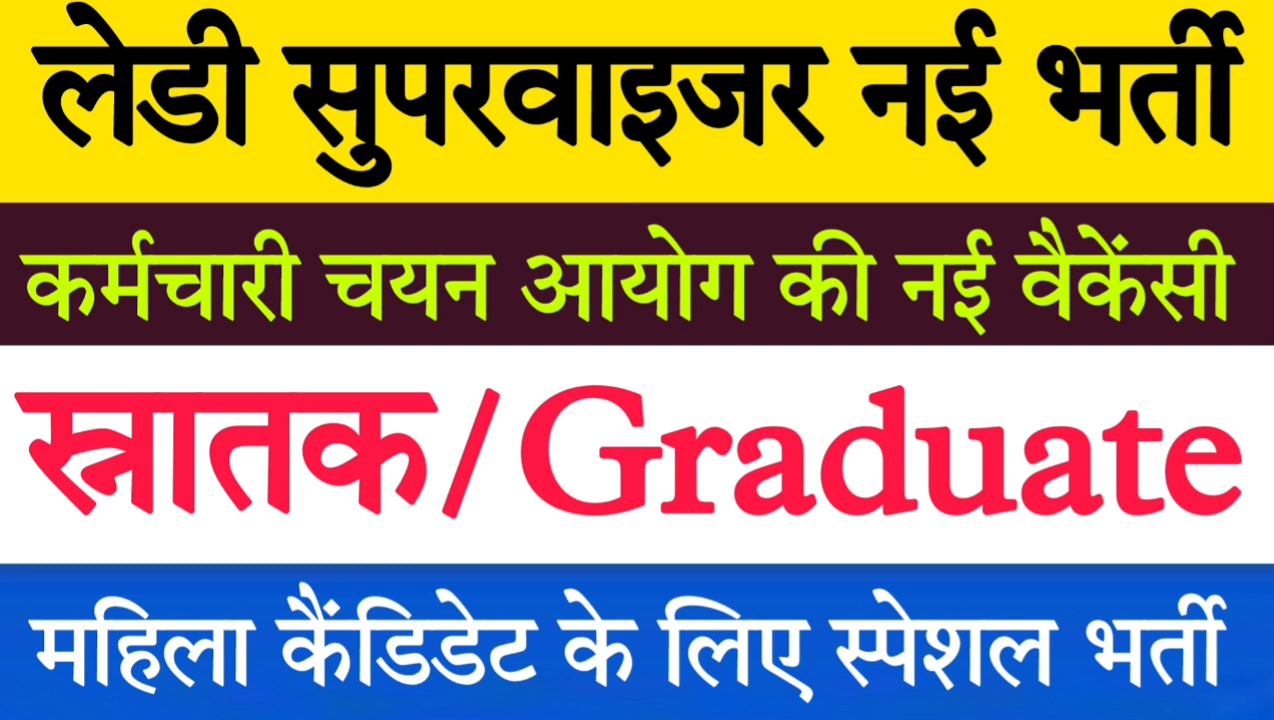 लेडी सुपरवाइजर नई भर्ती
कर्मचारी चयन आयोग की नई वैकेंसी
स्नातक/Graduate
महिला कैंडिडेट के लिए स्पेशल भर्ती